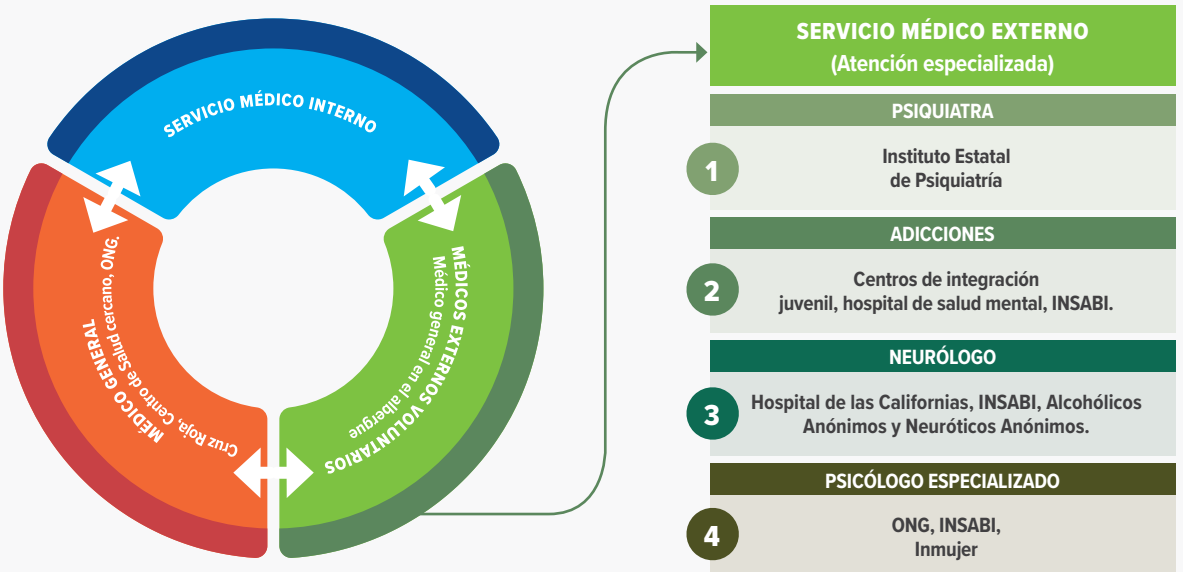 SERVICIO MÉDICO INTERNO
MÉDICO GENERAL
Cruz Roja, Centro de Salud cercano, ONG.
MÉDICOS EXTERNOS VOLUNTARIOS
Médico general en el albergue
SERVICIO MÉDICO EXTERNO
(Atención especializada)
PSIQUIATRA
1
Instituto Estatal
de Psiquiatría
ADICCIONES
2
Centros de integración
juvenil, hospital de salud mental, INSABI.
NEURÓLOGO
3
Hospital de las Californias, INSABI, Alcohólicos
Anónimos y Neuróticos Anónimos.
PSICÓLOGO ESPECIALIZADO
4
ONG, INSABI,
Inmujer